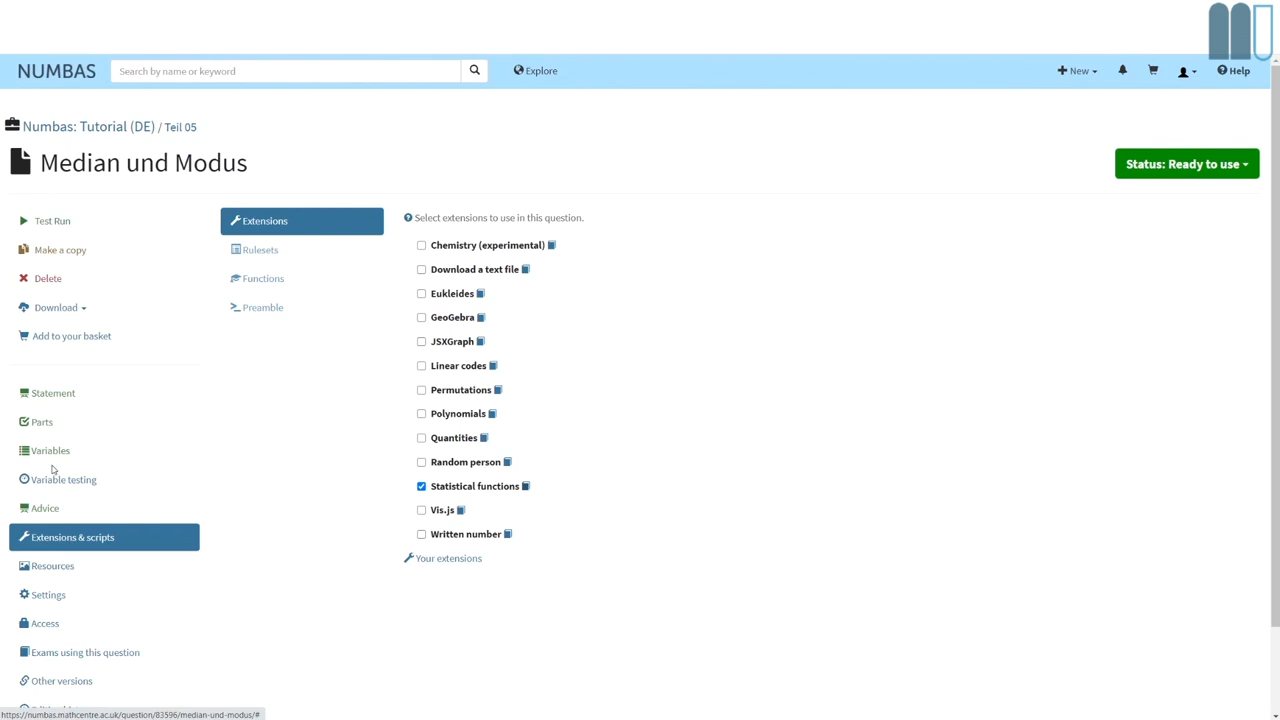 NUMBAS
Search by name or keyword
Explore
New
Help
Numbas: Tutorial (DE) / Teil 05
Median und Modus
Status: Ready to use
Test Run
Make a copy
Delete
Download
Add to your basket
Statement
Parts
Variables
Variable testing
Advice
Extensions & scripts
Resources
Settings
Access
Exams using this question
Other versions
Extensions
Rulesets
Functions
Preamble
Select extensions to use in this question.
Chemistry (experimental)
Download a text file
Eukleides
GeoGebra
JSXGraph
Linear codes
Permutations
Polynomials
Quantities
Random person
Statistical functions
Vis.js
Written number
Your extensions
https://numbas.mathcentre.ac.uk/question/83596/median-und-modus/#